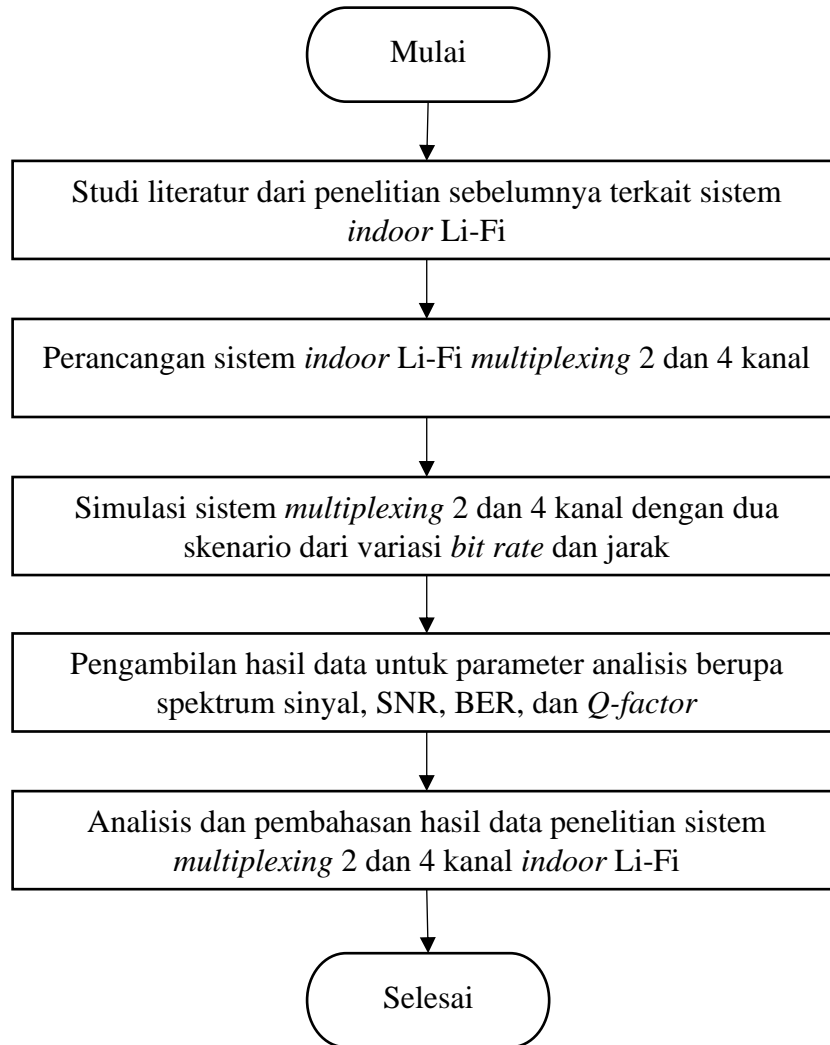 Mulai
Studi literatur dari penelitian sebelumnya terkait sistem
indoor Li-Fi
Perancangan sistem indoor Li-Fi multiplexing 2 dan 4 kanal
Simulasi sistem multiplexing 2 dan 4 kanal dengan dua
skenario dari variasi bit rate dan jarak
Pengambilan hasil data untuk parameter analisis berupa
spektrum sinyal, SNR, BER, dan Q-factor
Analisis dan pembahasan hasil data penelitian sistem
multiplexing 2 dan 4 kanal indoor Li-Fi
Selesai